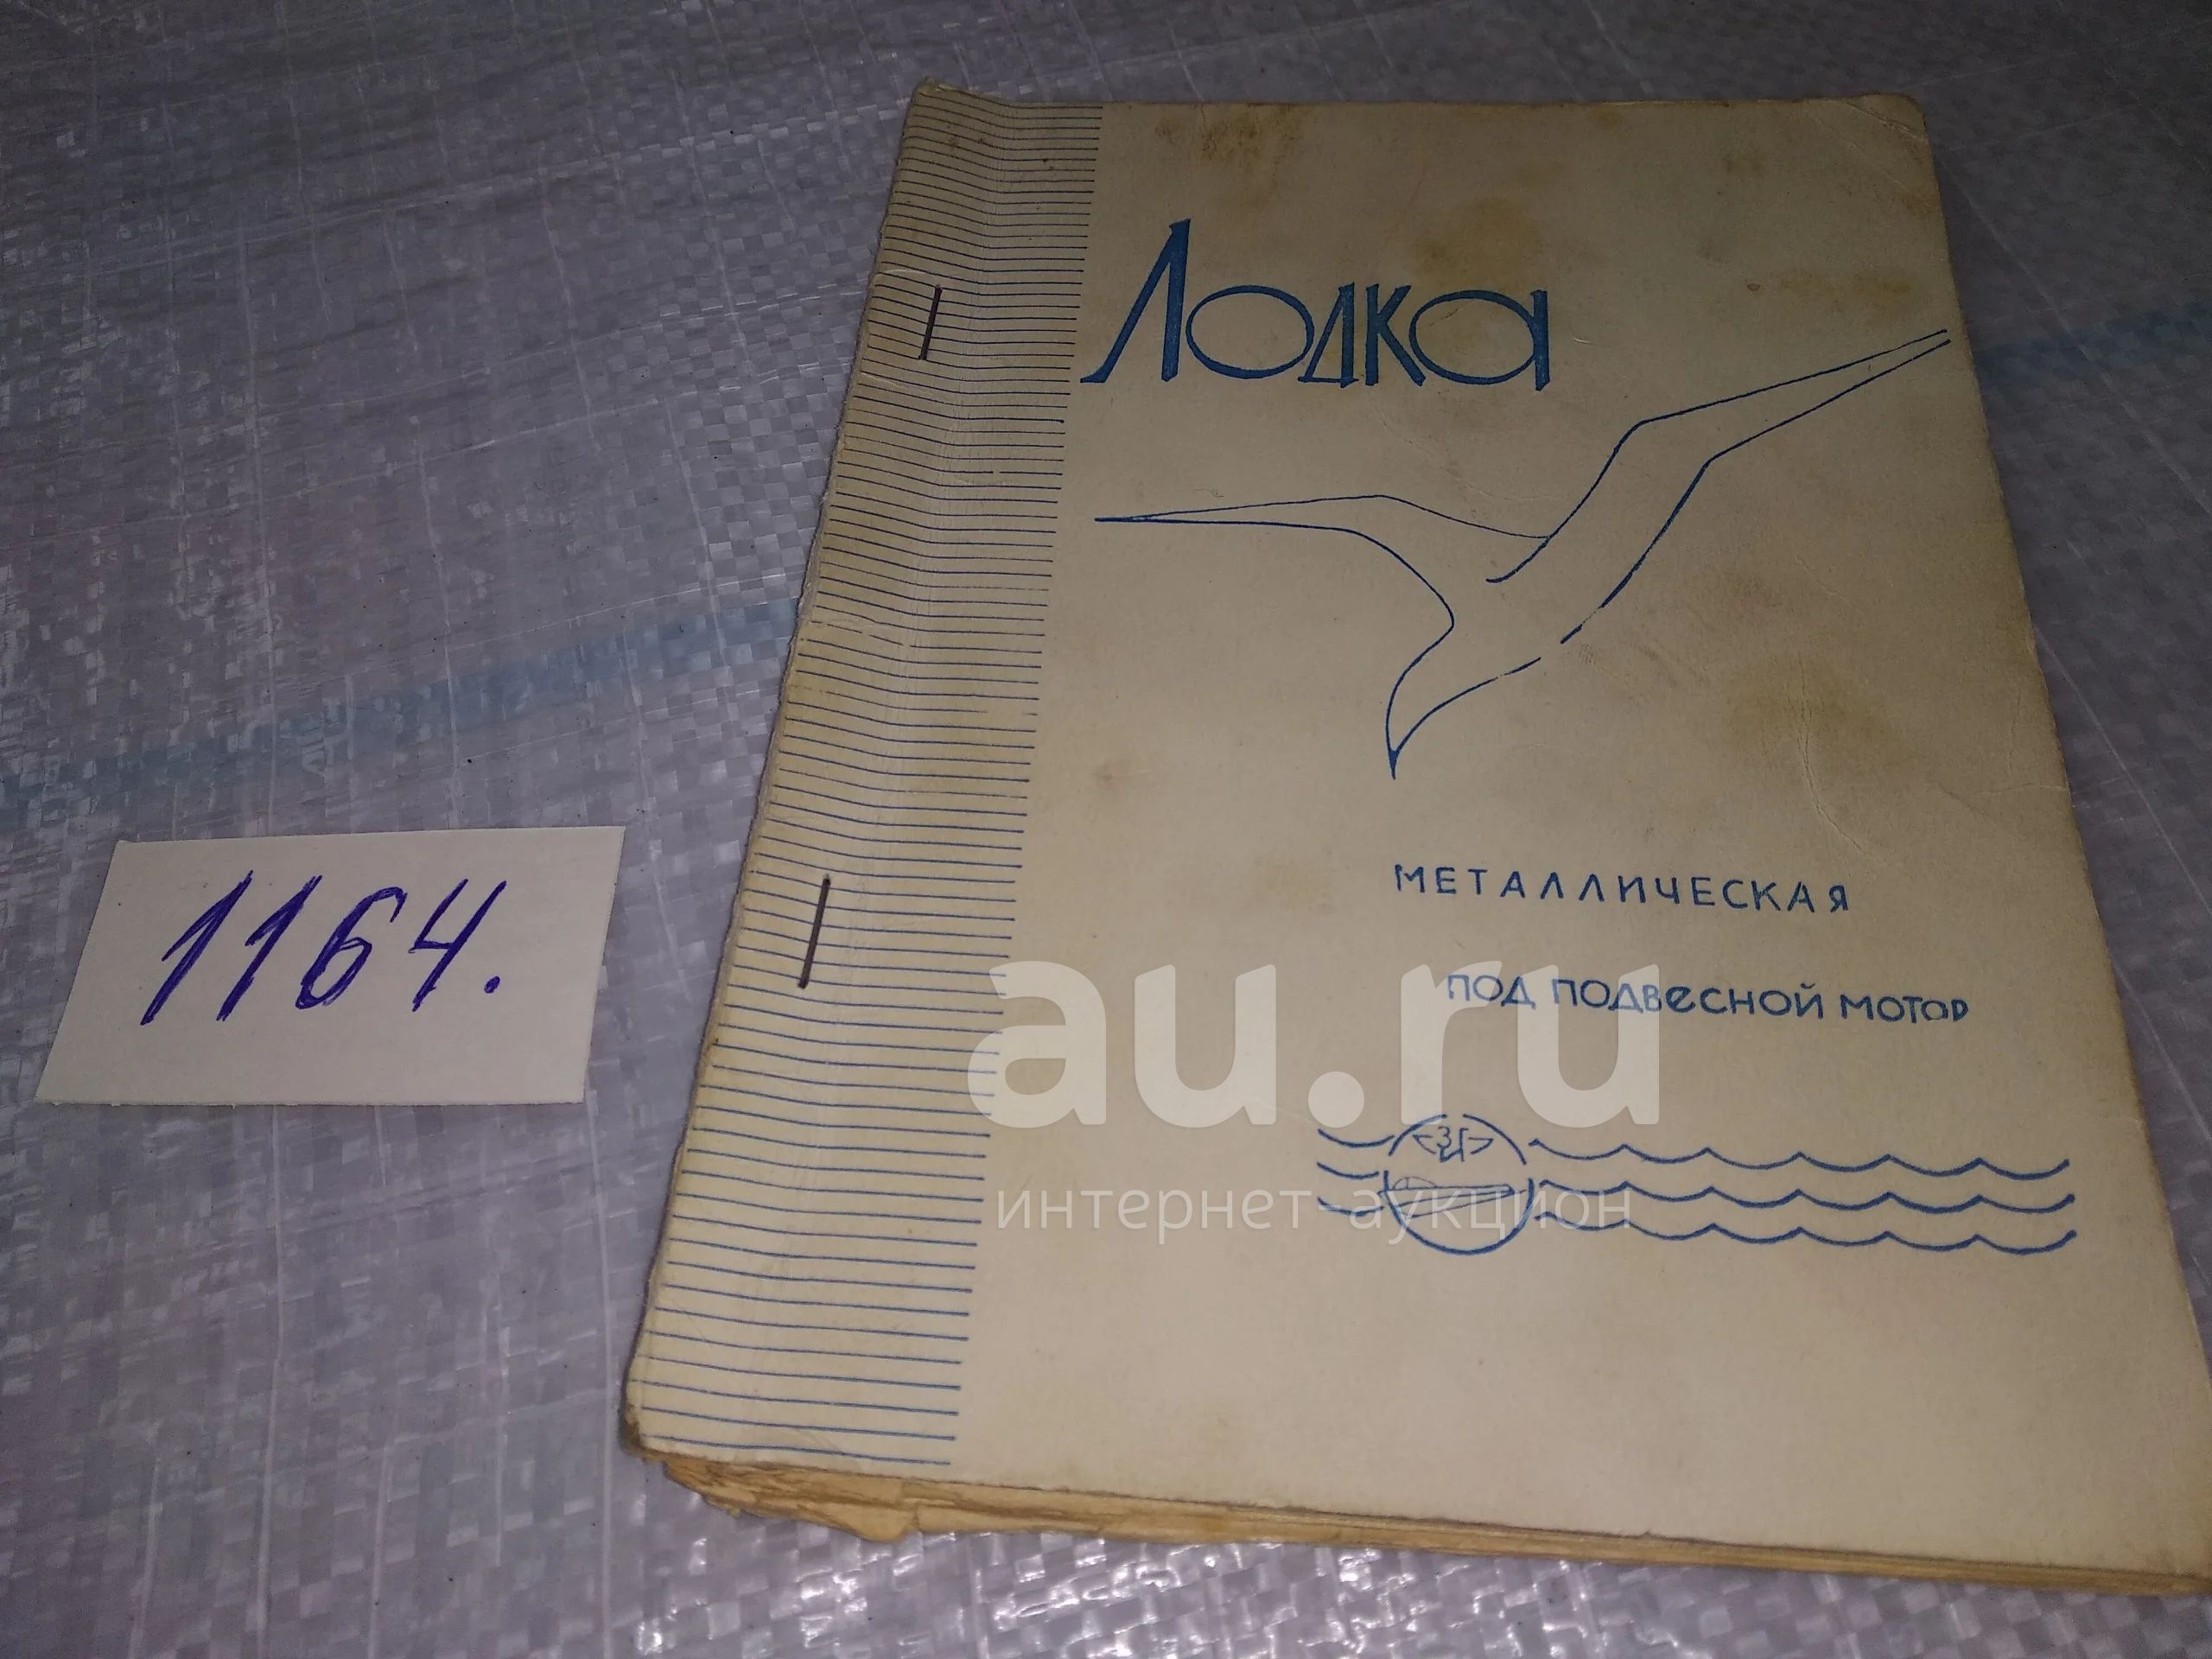 Лодка
МЕТАЛЛИЧЕСКАЯ
ПОД ПОДВЕСНОЙ МОТОР
1164.
au.ru
интернет-аукцион